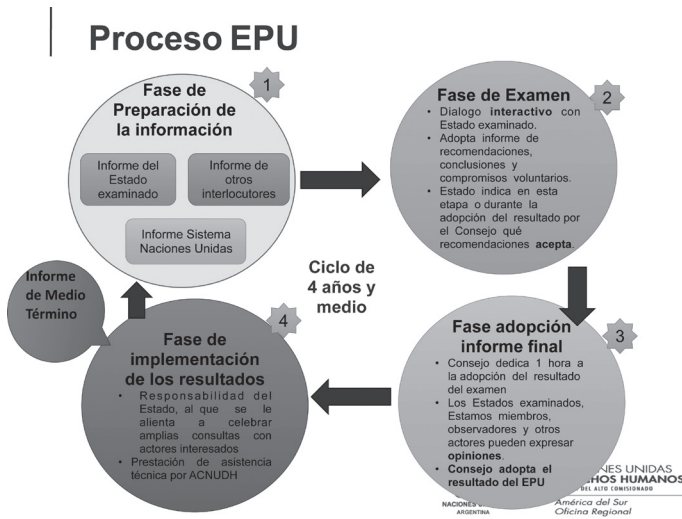 Proceso EPU
1
Fase de
Preparación de
la información
Informe del
Estado
examinado
Informe de
otros
interlocutores
Informe Sistema
Naciones Unidas
2
Fase de Examen
• Dialogo interactivo con
Estado examinado.
• Adopta informe de
recomendaciones,
conclusiones y
compromisos voluntarios.
• Estado indica en esta
etapa o durante la
adopción del resultado por
el Consejo qué
recomendaciones acepta.
Ciclo de
4 años y
medio
3
Fase adopción
informe final
• Consejo dedica 1 hora a
la adopción del resultado
del examen
• Los Estados examinados,
Estamos miembros,
observadores y otros
actores pueden expresar
opiniones.
• Consejo adopta el
resultado del EPU
4
Fase de
implementación
de los resultados
• Responsabilidad del
Estado, al que se le
alienta a celebrar
amplias consultas con
actores interesados
• Prestación de asistencia
técnica por ACNUDH
Informe
de Medio
Término
NACIONES
ARGENTINA
UNIDAS
HUMANOS
DEL ALTO COMISIONADO
América del Sur
Oficina Regional